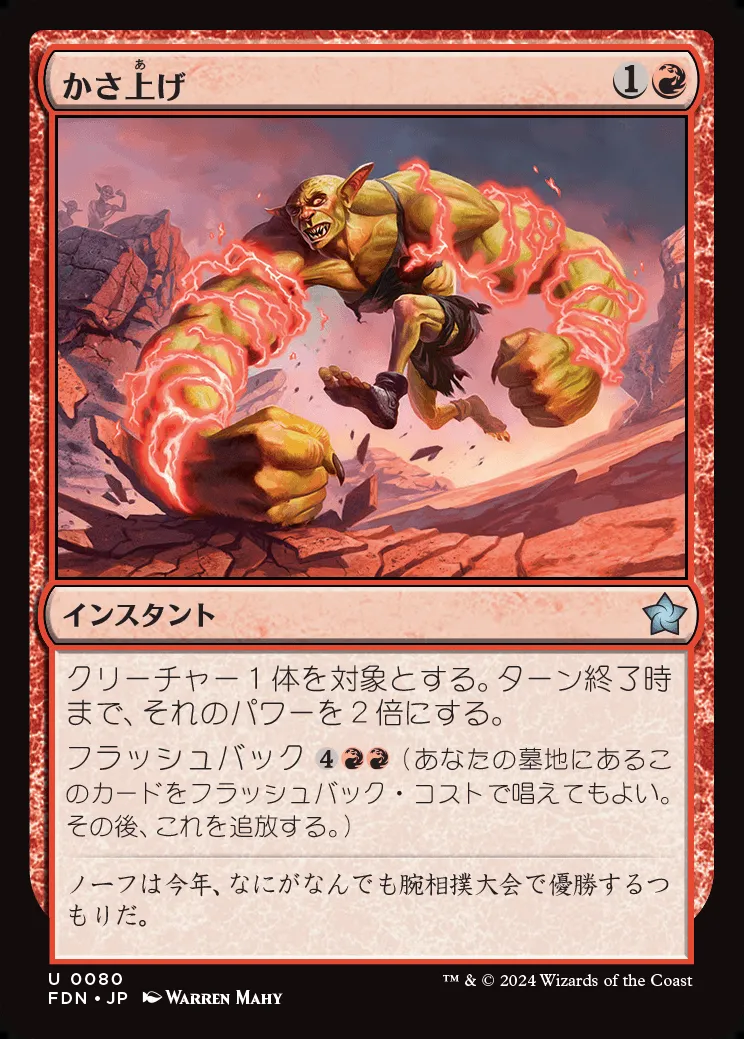 かさ上げ
あ
1
インスタント
クリーチャー1体を対象とする。ターン終了時
まで、それのパワーを2倍にする。
フラッシュバック 4（あなたの墓地にあるこ
のカードをフラッシュバック・コストで唱えてもよい。
その後、これを追放する。）
ノーフは今年、なにがなんでも腕相撲大会で優勝するつ
もりだ。
U 0080
FDN・JP WARREN MAHY
™ & © 2024 Wizards of the Coast